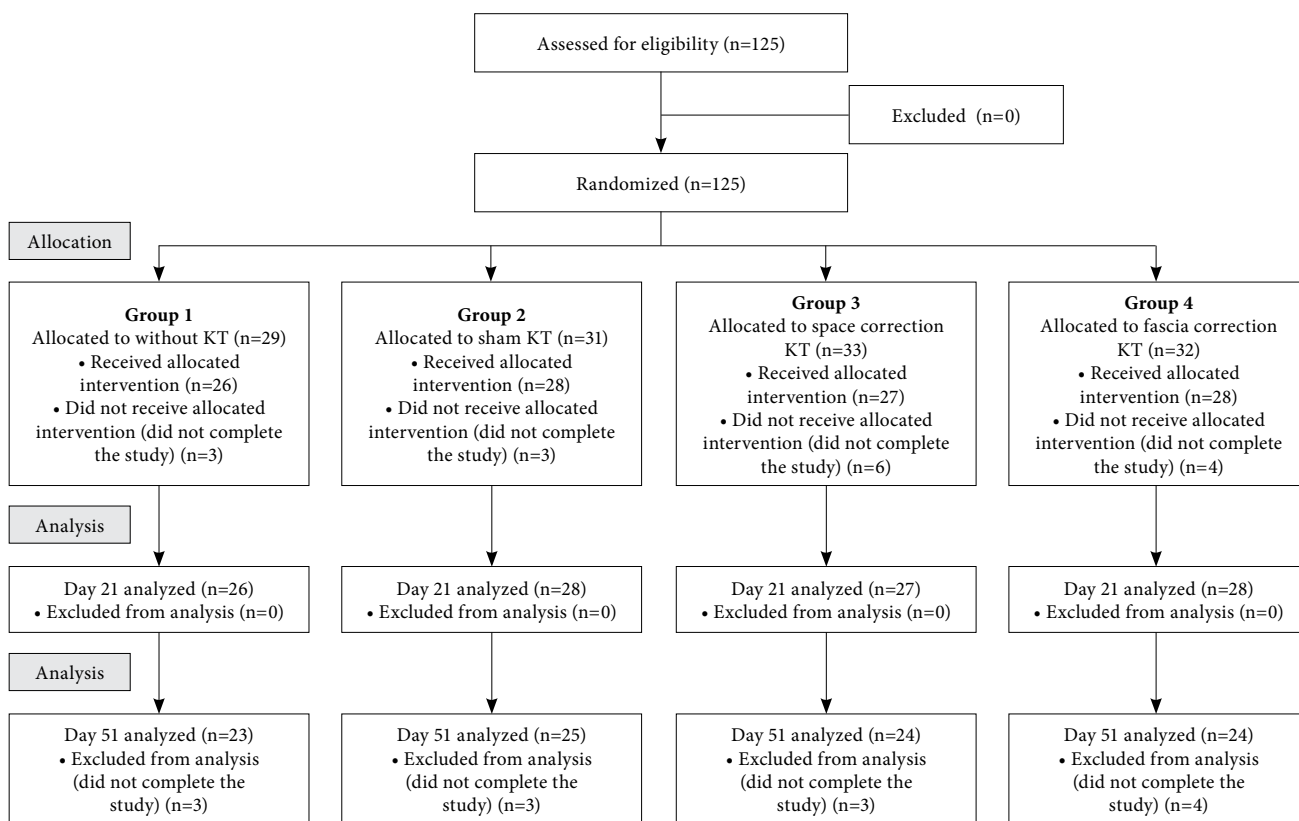 Assessed for eligibility (n=125)
Excluded (n=0)
Randomized (n=125)
Allocation
Group 1
Allocated to without KT (n=29)
• Received allocated
intervention (n=26)
• Did not receive allocated
intervention (did not complete
the study) (n=3)
Group 2
Allocated to sham KT (n=31)
• Received allocated
intervention (n=28)
• Did not receive allocated
intervention (did not complete
the study) (n=3)
Group 3
Allocated to space correction
KT (n=33)
• Received allocated
intervention (n=27)
• Did not receive allocated
intervention (did not complete
the study) (n=6)
Group 4
Allocated to fascia correction
KT (n=32)
• Received allocated
intervention (n=28)
• Did not receive allocated
intervention (did not complete
the study) (n=4)
Analysis
Day 21 analyzed (n=26)
• Excluded from analysis (n=0)
Day 21 analyzed (n=28)
• Excluded from analysis (n=0)
Day 21 analyzed (n=27)
• Excluded from analysis (n=0)
Day 21 analyzed (n=28)
• Excluded from analysis (n=0)
Analysis
Day 51 analyzed (n=23)
• Excluded from analysis
(did not complete the
study) (n=3)
Day 51 analyzed (n=25)
• Excluded from analysis
(did not complete the
study) (n=3)
Day 51 analyzed (n=24)
• Excluded from analysis
(did not complete the
study) (n=3)
Day 51 analyzed (n=24)
• Excluded from analysis
(did not complete the
study) (n=4)